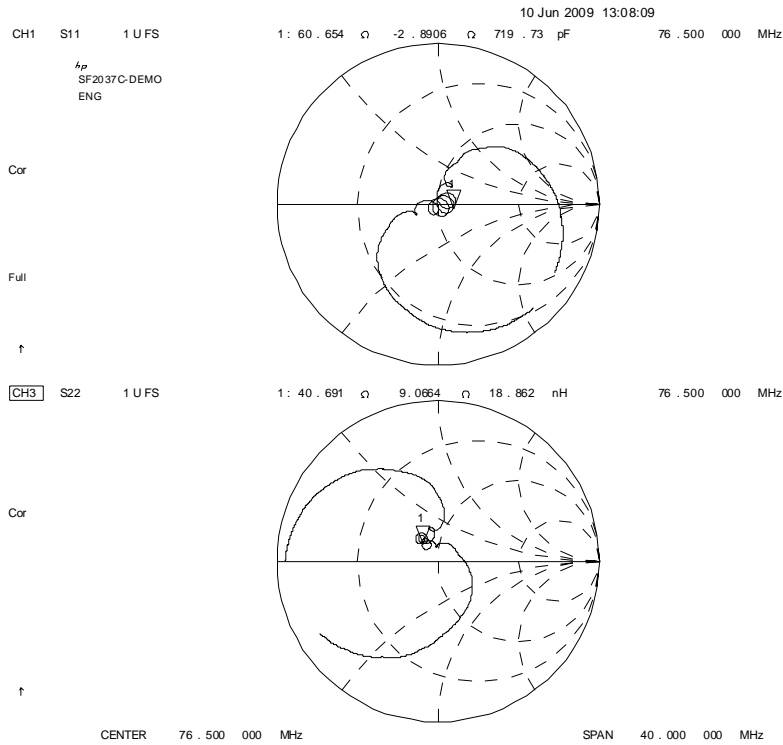 10 Jun 2009 13:08:09
CH1 S11 1 U FS 1: 60.654 Ω -2.8906 Ω 719.73 pF 76.500 000 MHz
hp
SF2037C-DEMO
ENG
Cor
Full
↑
CH3 S22 1 U FS 1: 40.691 Ω 9.0664 Ω 18.862 nH 76.500 000 MHz
1
Cor
↑
CENTER 76.500 000 MHz SPAN 40.000 000 MHz